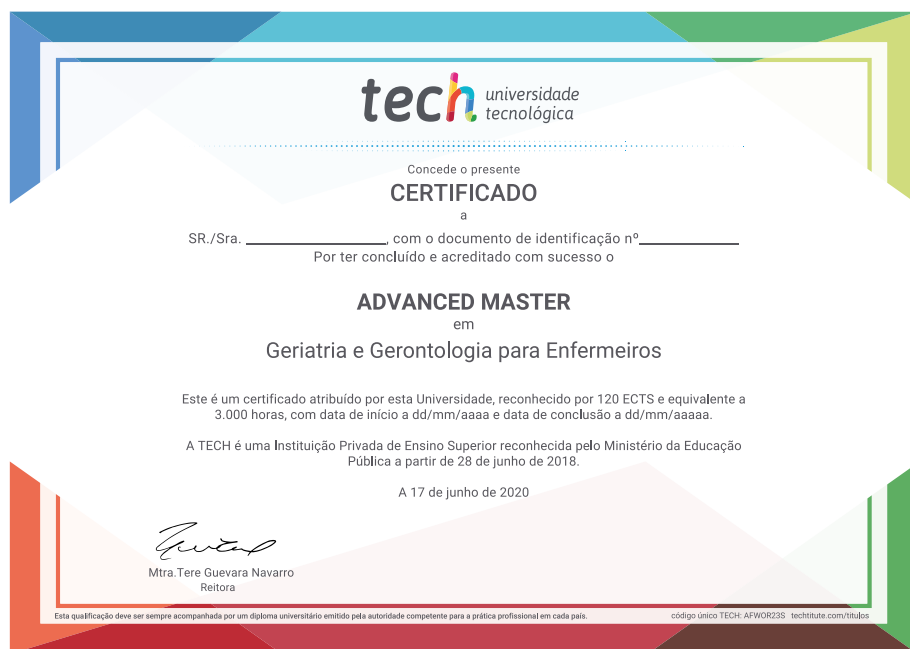 tech universidade
tecnológica
Concede o presente
CERTIFICADO
a
SR./Sra. ________________, com o documento de identificação nº____________
Por ter concluído e acreditado com sucesso o
ADVANCED MASTER
em
Geriatria e Gerontologia para Enfermeiros
Este é um certificado atribuído por esta Universidade, reconhecido por 120 ECTS e equivalente a
3.000 horas, com data de início a dd/mm/aaaa e data de conclusão a dd/mm/aaaaa.
A TECH é uma Instituição Privada de Ensino Superior reconhecida pelo Ministério da Educação
Pública a partir de 28 de junho de 2018.
A 17 de junho de 2020
Mtra.Tere Guevara Navarro
Reitora
Esta qualificação deve ser sempre acompanhada por um diploma universitário emitido pela autoridade competente para a prática profissional em cada país.
código único TECH: AFWOR23S techtitute.com/titulos